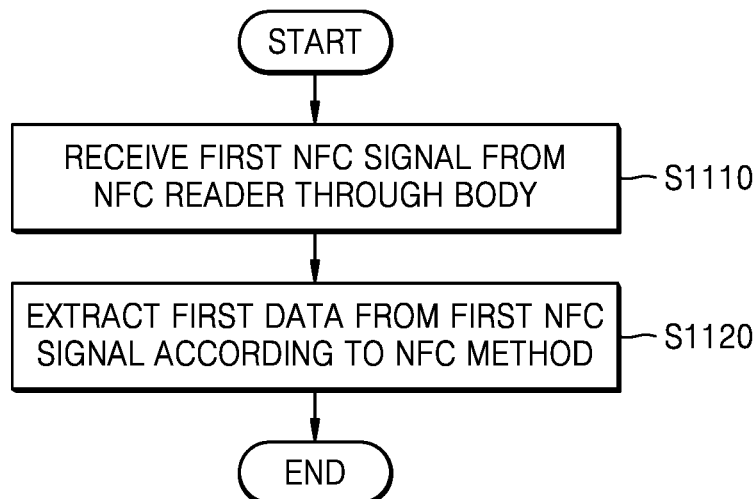 START
RECEIVE FIRST NFC SIGNAL FROM
NFC READER THROUGH BODY
S1110
EXTRACT FIRST DATA FROM FIRST NFC
SIGNAL ACCORDING TO NFC METHOD
S1120
END